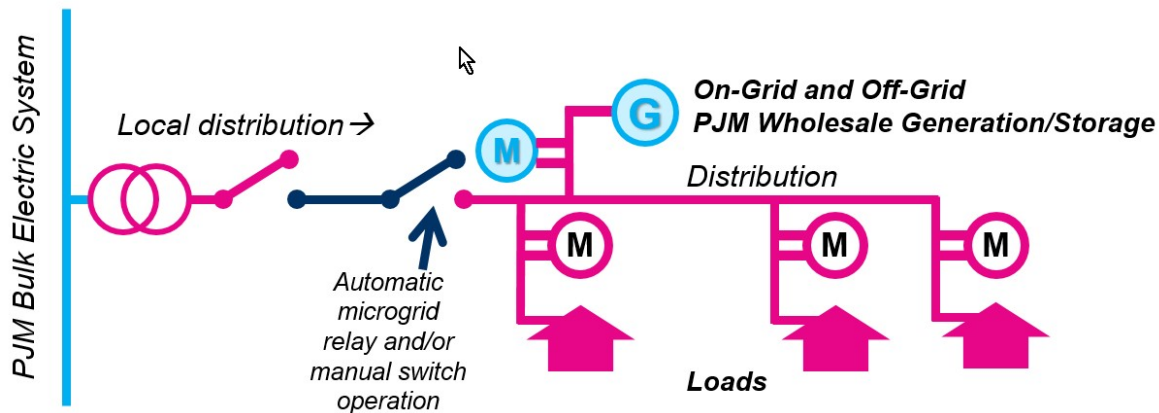 PJM Bulk Electric System
Local distribution→
M
G
On-Grid and Off-Grid
PJM Wholesale Generation/Storage
Distribution
M
M
M
Automatic
microgrid
relay and/or
manual switch
operation
Loads